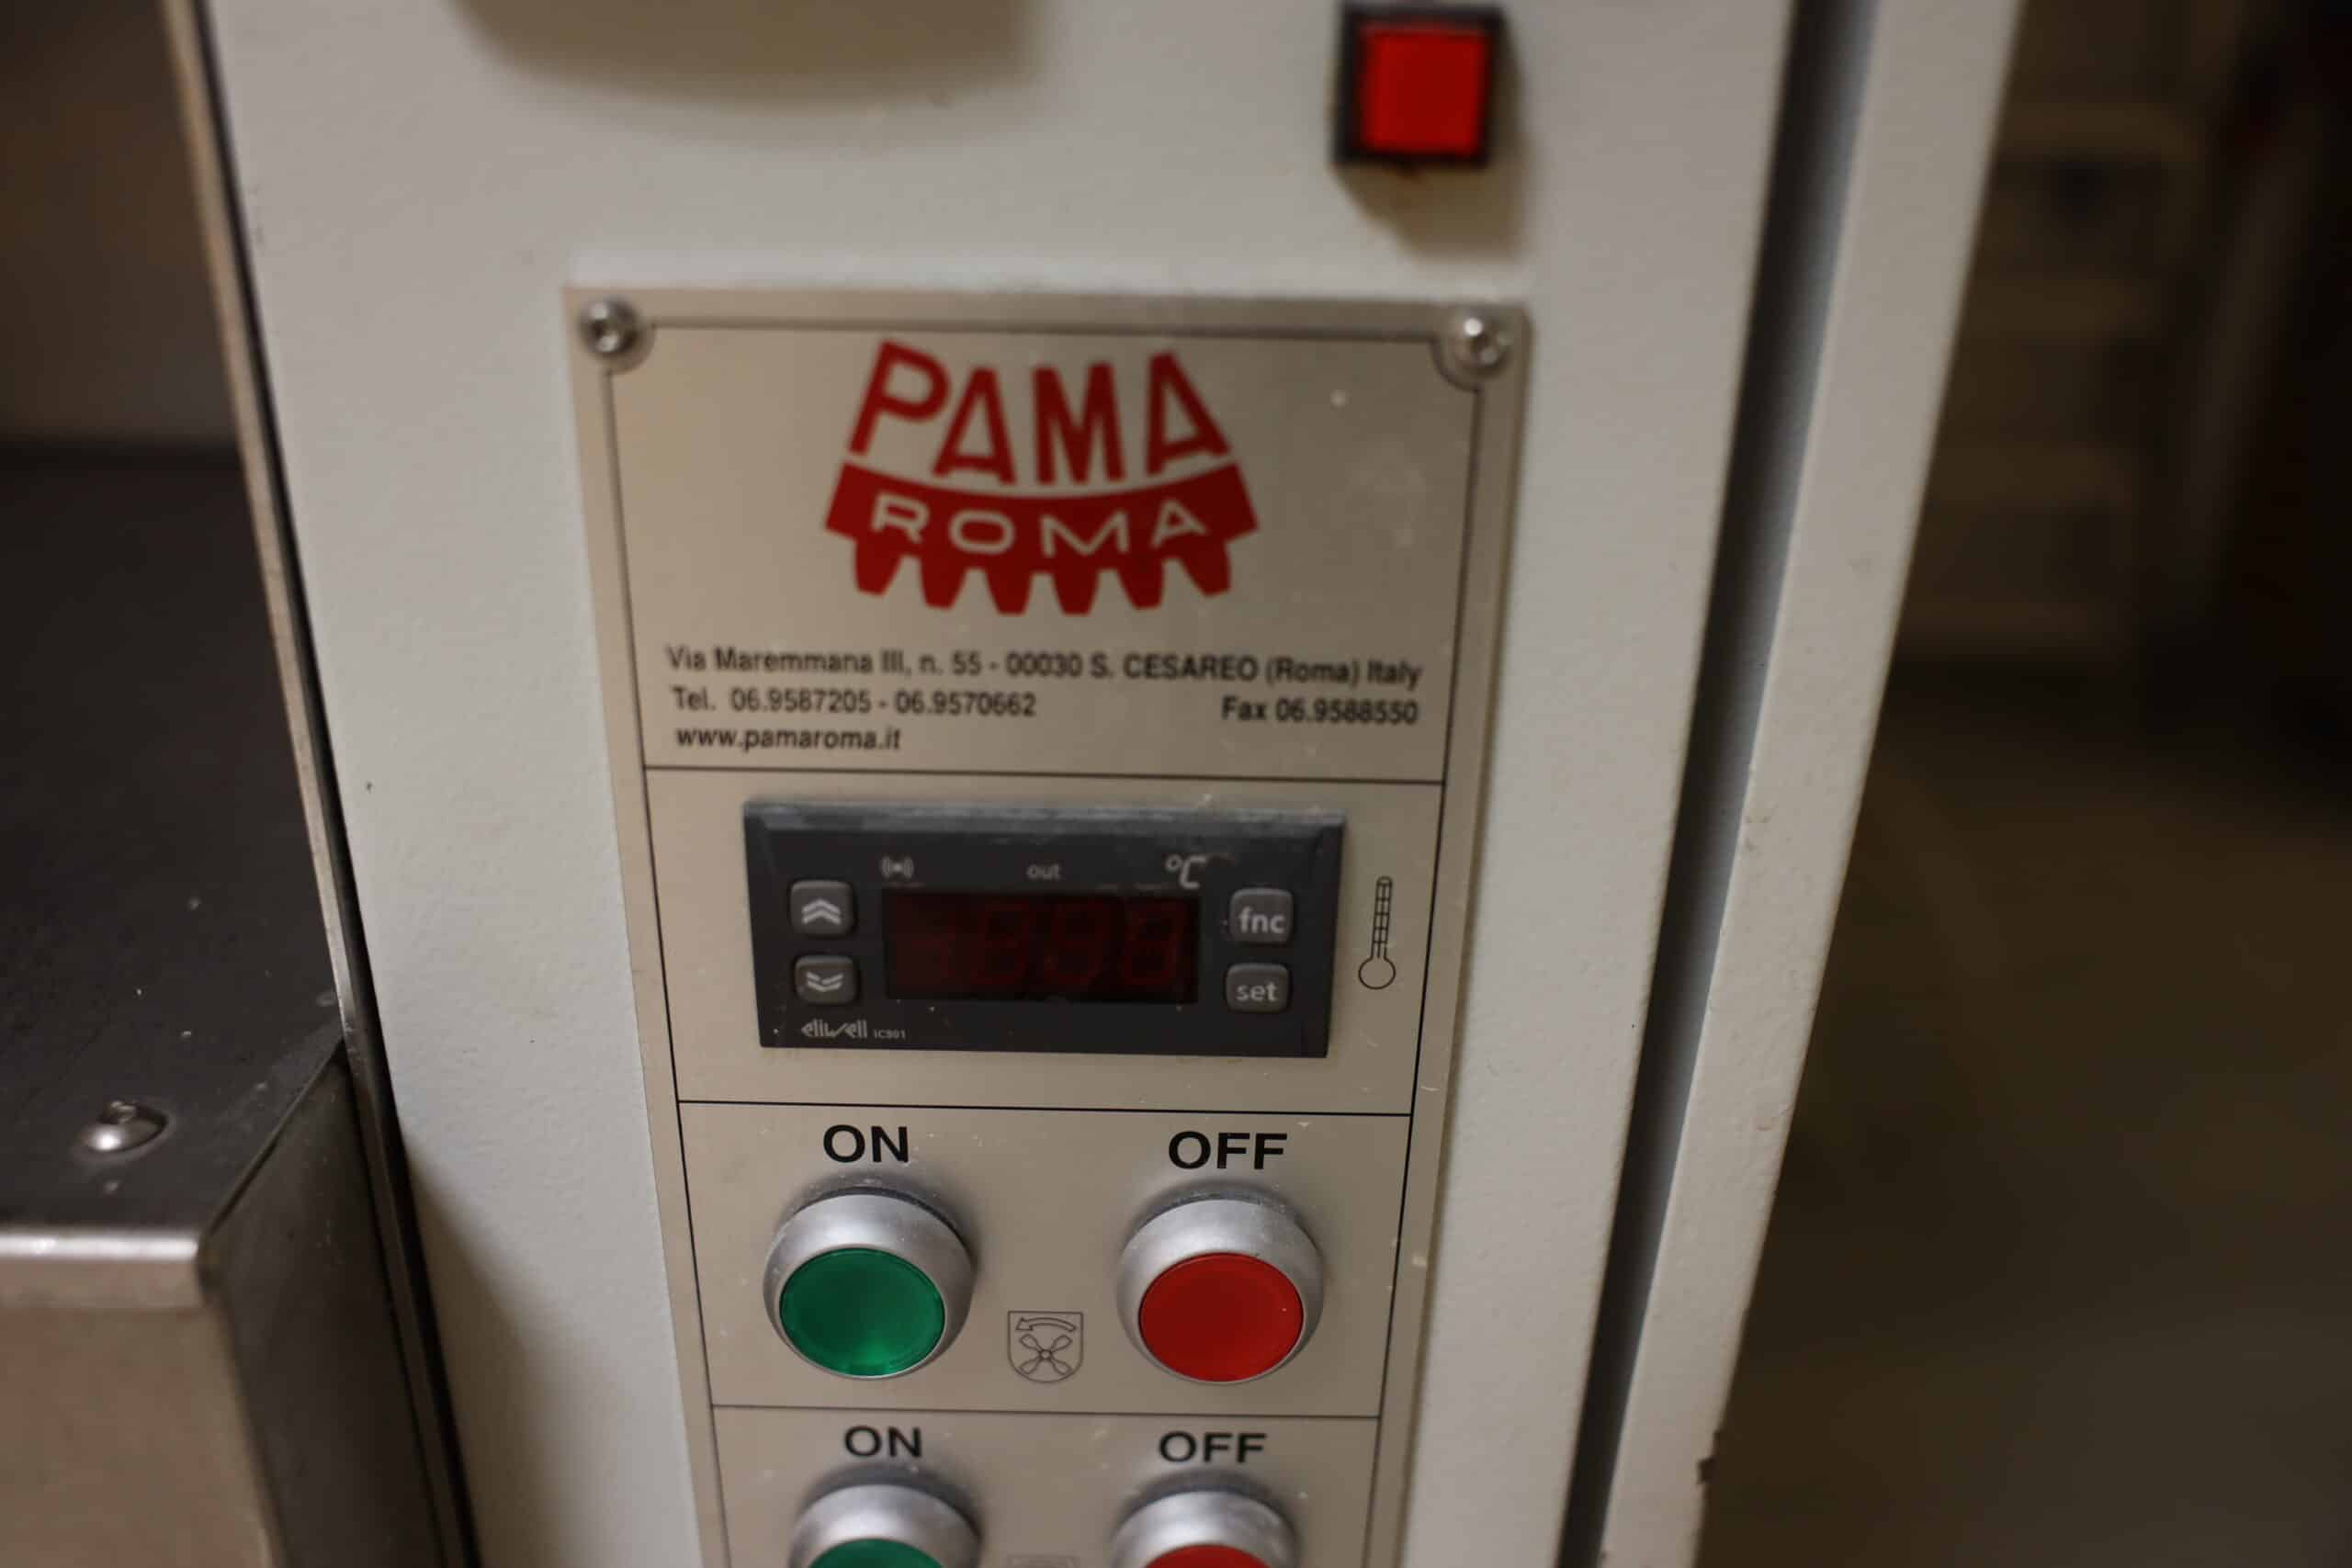 PAMA
ROMA
Via Maremmana III, n. 55 - 00030 S. CESAREO (Roma) Italy
Tel. 06.9587205 - 06.9570662 Fax 06.9588550
www.pamaroma.it
out °C
fnc
set
eliwell IC901
ON OFF
ON OFF